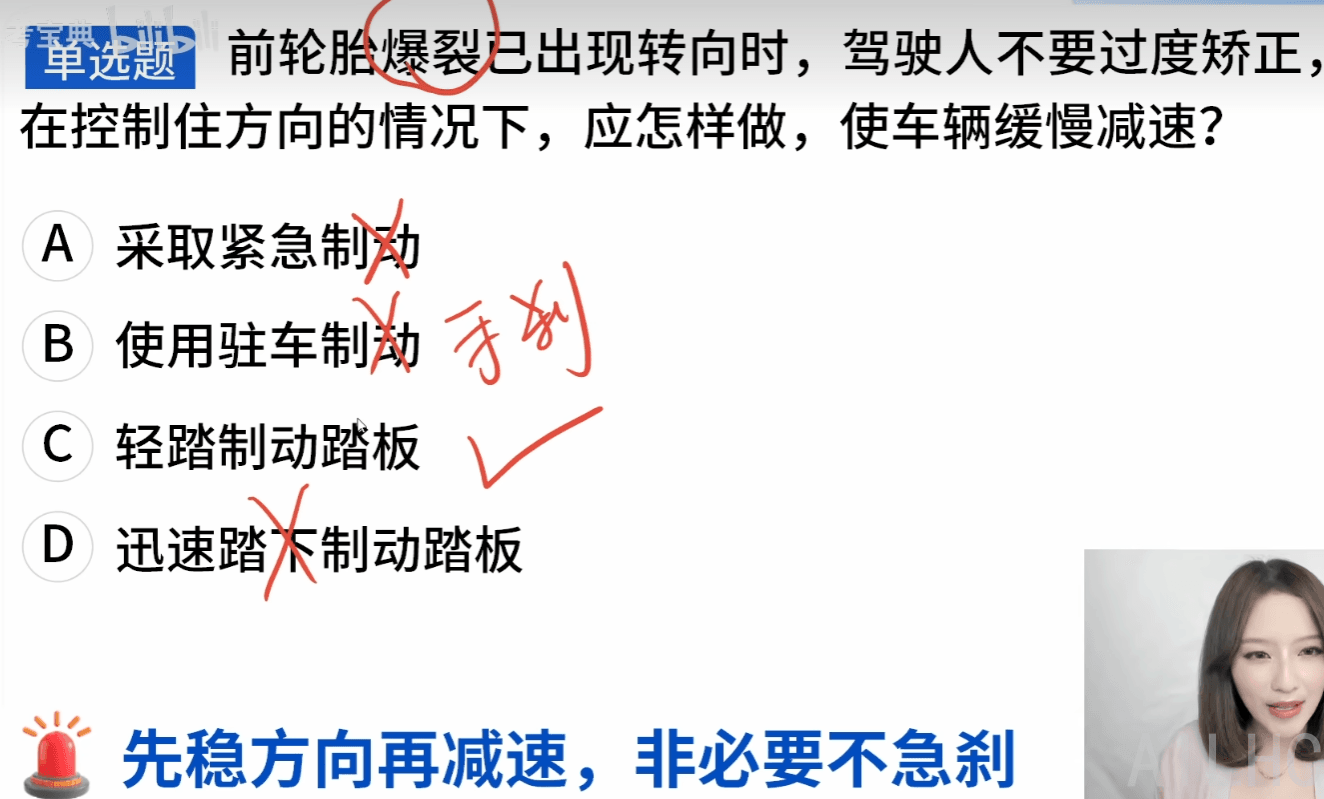 单选题 前轮胎爆裂已出现转向时，驾驶人不要过度矫正，
在控制住方向的情况下，应怎样做，使车辆缓慢减速？
A 采取紧急制动
B 使用驻车制动 手刹
C 轻踏制动踏板
D 迅速踏下制动踏板
先稳方向再减速，非必要不急刹